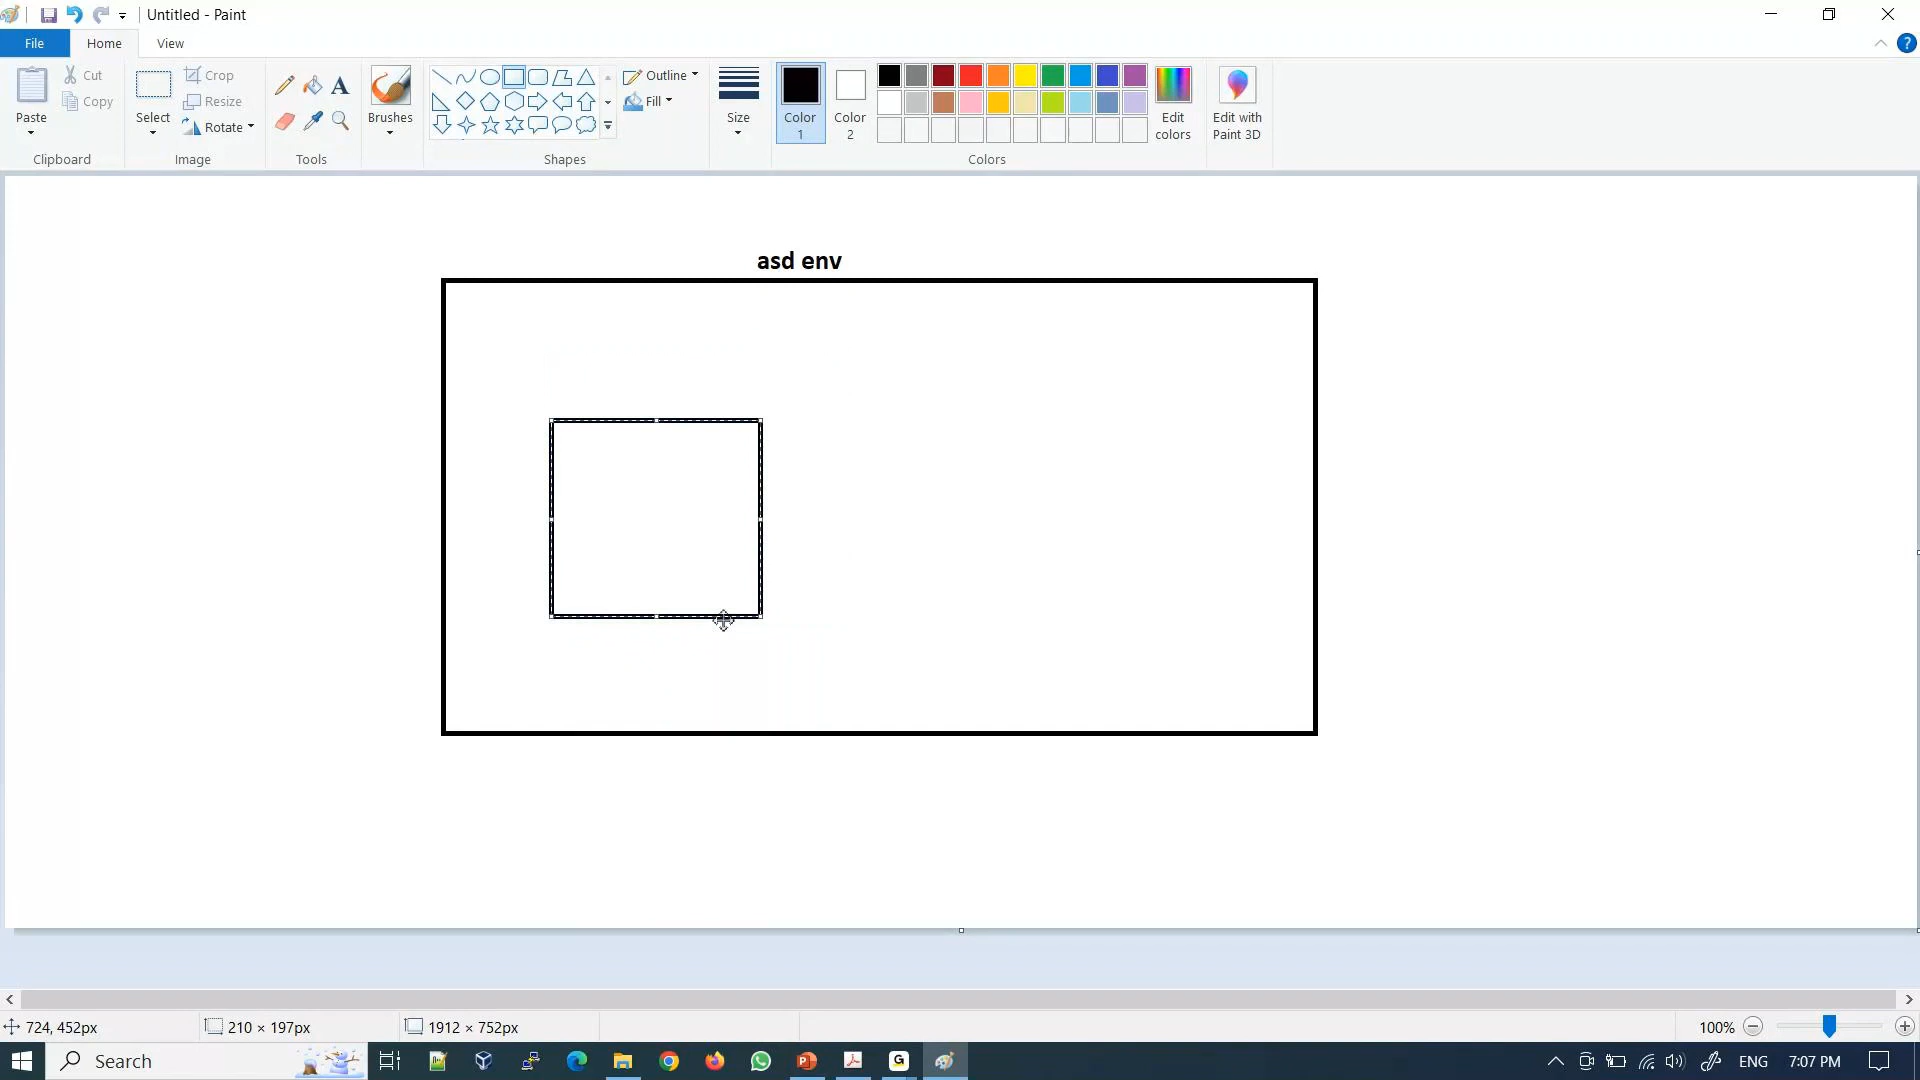 Untitled - Paint
File Home View
Paste
Cut
Copy
Clipboard
Select
Crop
Resize
Rotate
Image
A
Tools
Brushes
Shapes
Outline
Fill
Size
Color 1
Color 2
Colors
Edit colors
Edit with Paint 3D
asd env
724, 452px 210 × 197px 1912 × 752px 100%
Search ENG 7:07 PM